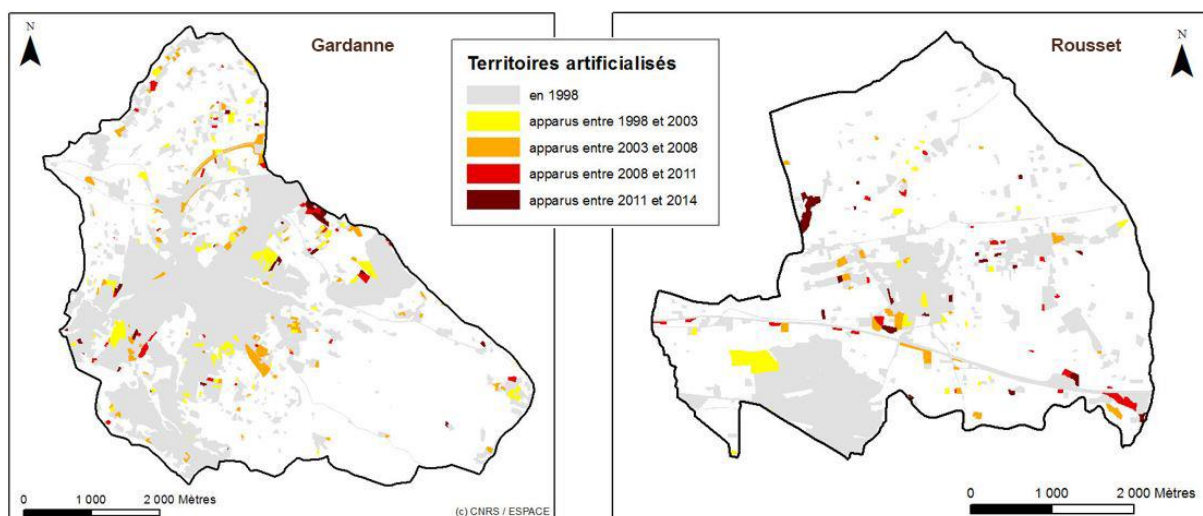 N
Gardanne
Territoires artificialisés
en 1998
apparus entre 1998 et 2003
apparus entre 2003 et 2008
apparus entre 2008 et 2011
apparus entre 2011 et 2014
0 1 000 2 000 Mètres
(c) CNRS / ESPACE
Rousset
N
0 1 000 2 000 Mètres